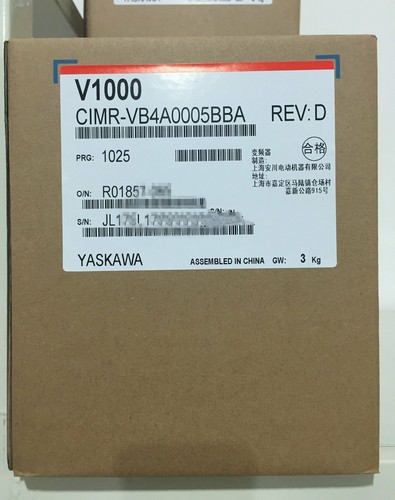 V1000
CIMR-VB4A0005BBA REV: D
PRG: 1025
变频器
制造:
上海安川电动机器有限公司
地址:
上海市嘉定区马陆镇仓场村
嘉新公路915号
合格
O/N: R01857
S/N:
YASKAWA
ASSEMBLED IN CHINA GW: 3 Kg